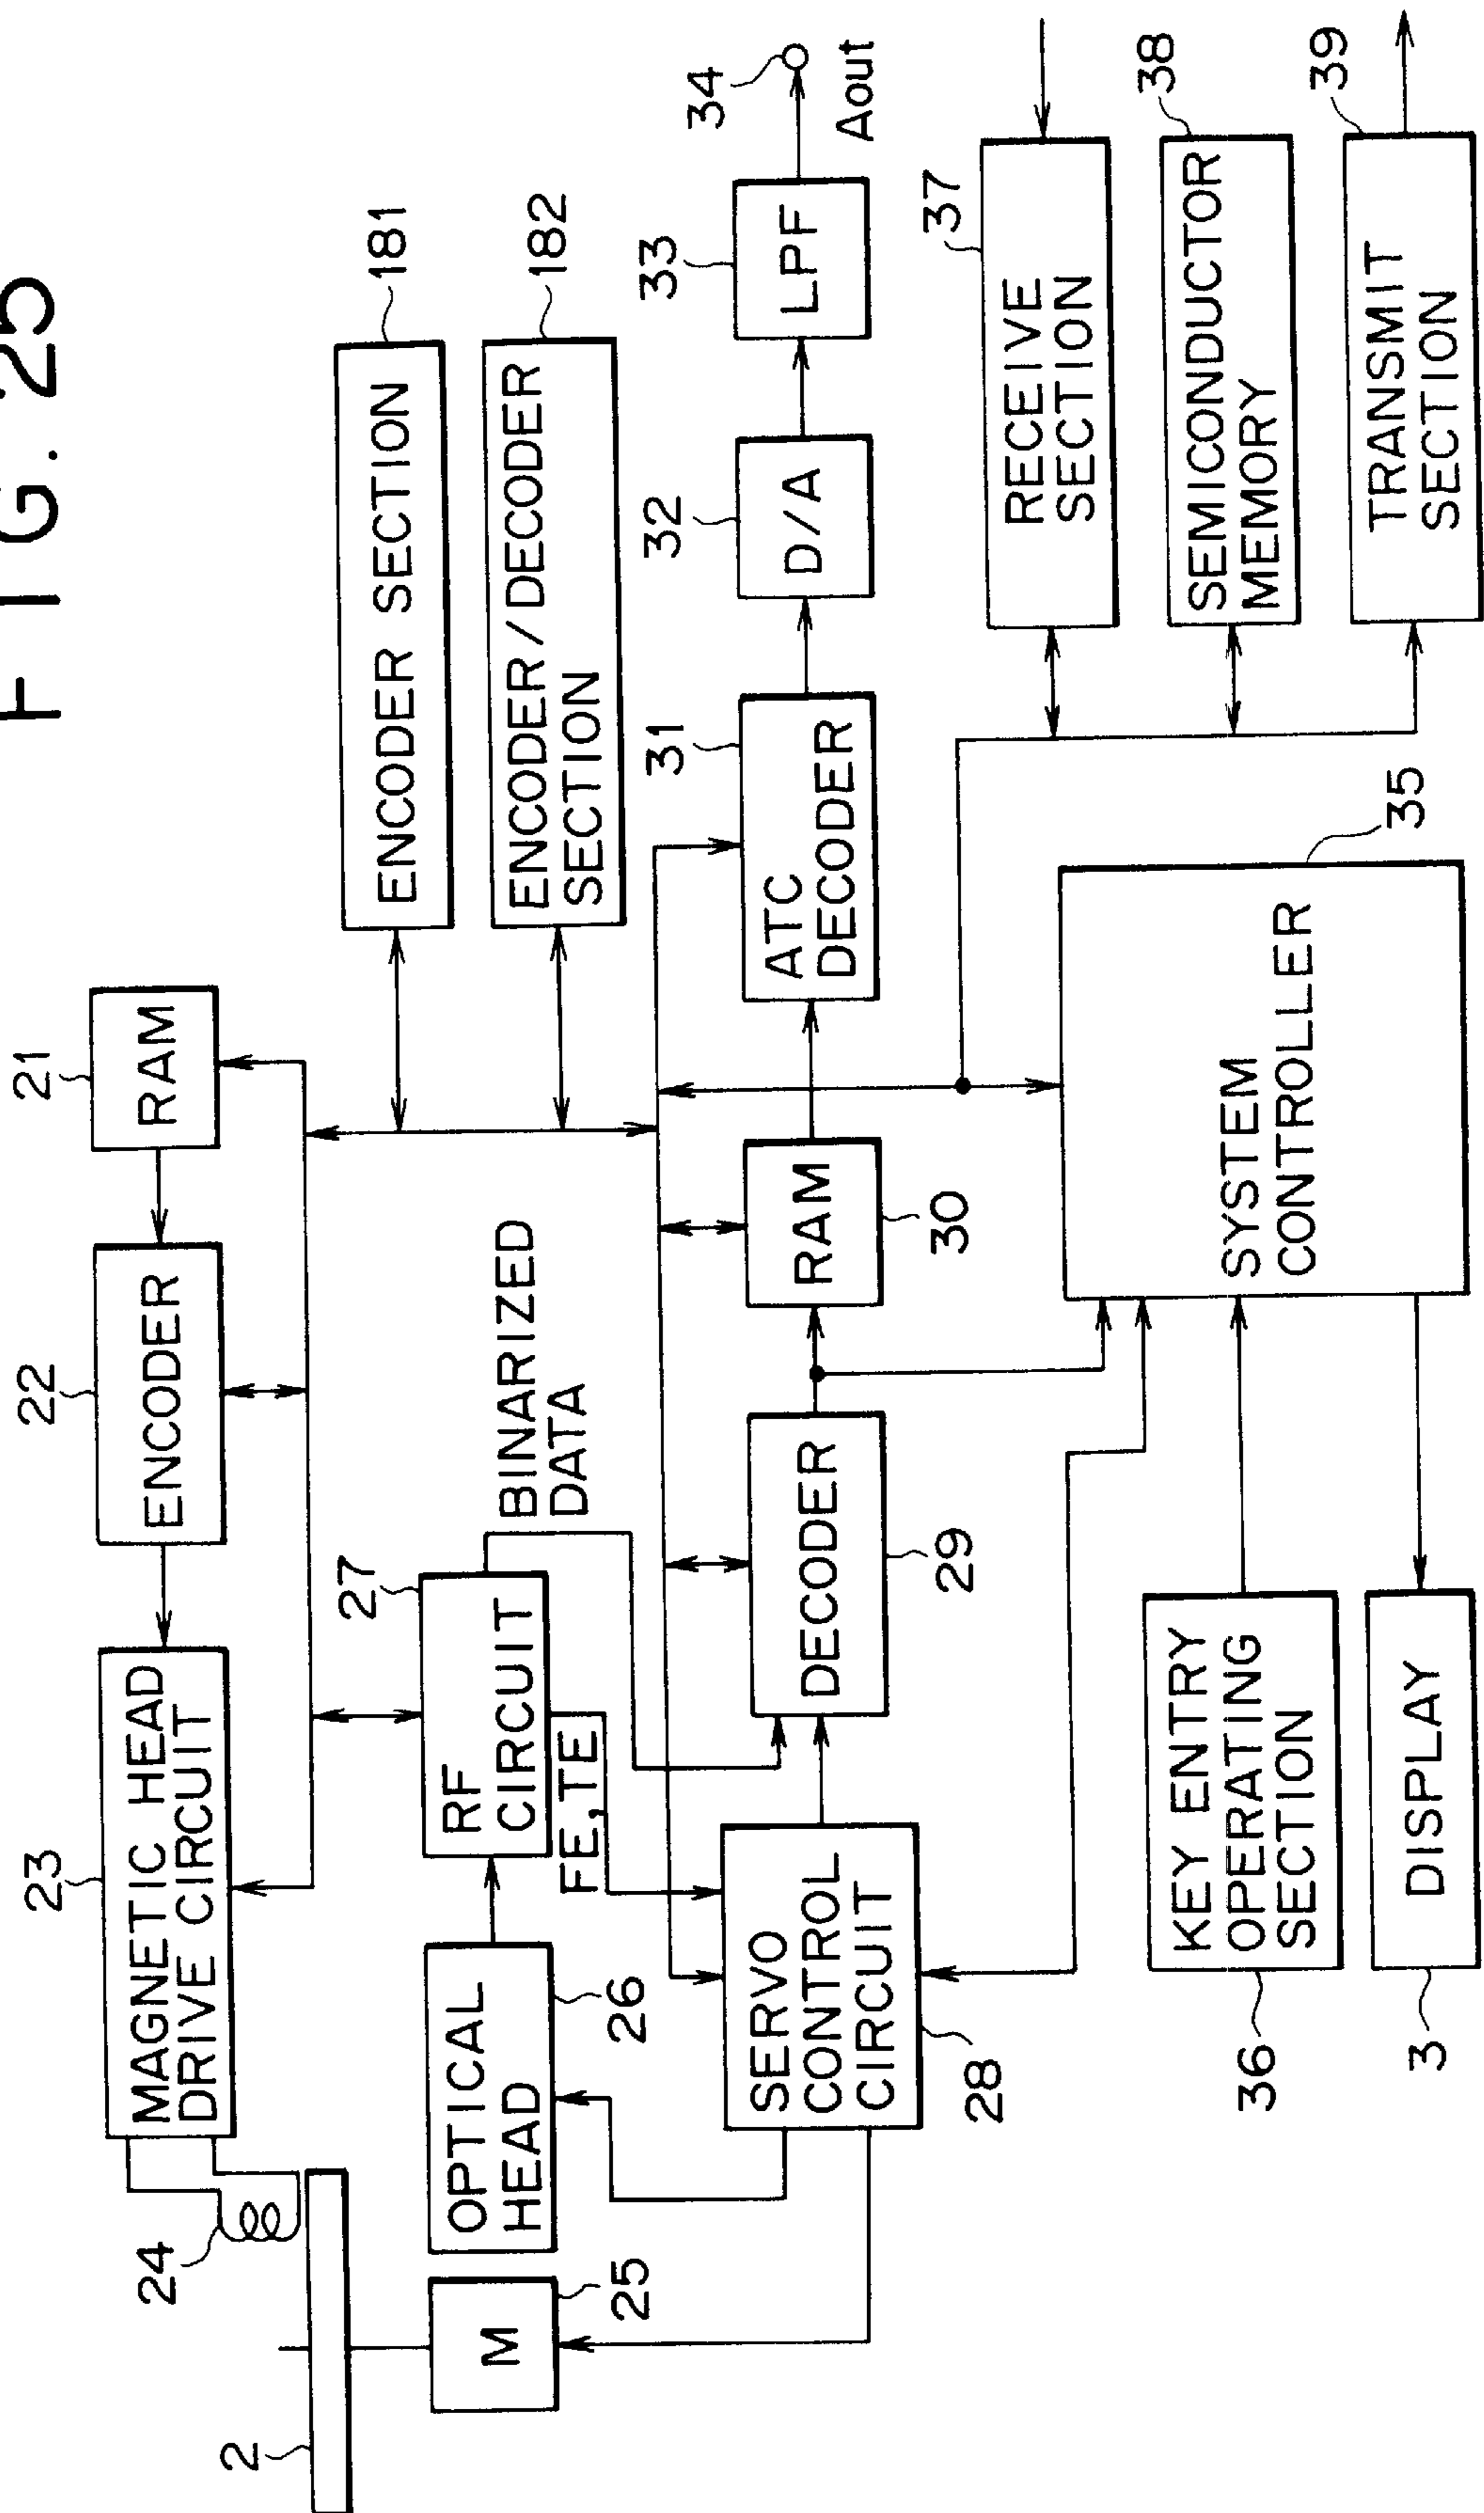 FIG. 25
23
MAGNETIC HEAD
DRIVE CIRCUIT
22
ENCODER
21
RAM
24
2
M
25
OPTICAL
HEAD
26
RF
CIRCUIT
27
FE,TE
BINARIZED
DATA
ENCODER SECTION
181
ENCODER/DECODER
SECTION
182
SERVO
CONTROL
CIRCUIT
28
DECODER
29
RAM
30
ATC
DECODER
31
D/A
32
LPF
33
34
Aout
KEY ENTRY
OPERATING
SECTION
36
DISPLAY
3
SYSTEM
CONTROLLER
35
RECEIVE
SECTION
37
SEMICONDUCTOR
MEMORY
38
TRANSMIT
SECTION
39